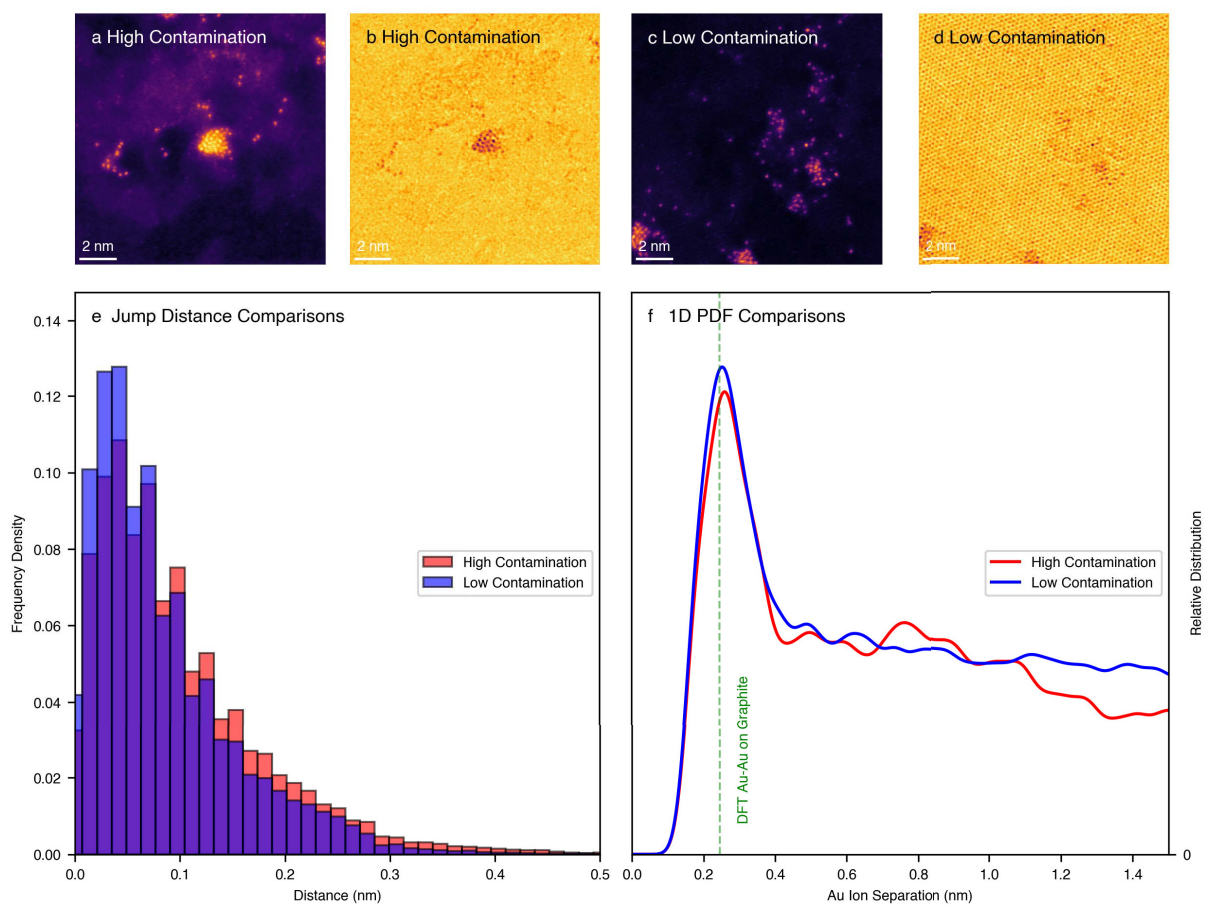 a High Contamination
2 nm
b High Contamination
2 nm
c Low Contamination
2 nm
d Low Contamination
2 nm
e Jump Distance Comparisons
Frequency Density
0.14
0.12
0.10
0.08
0.06
0.04
0.02
0.00
High Contamination
Low Contamination
0.0
0.1
0.2
0.3
0.4
0.5
Distance (nm)
f 1D PDF Comparisons
High Contamination
Low Contamination
DFT Au-Au on Graphite
0.0
0.2
0.4
0.6
0.8
1.0
1.2
1.4
Au Ion Separation (nm)
0
Relative Distribution